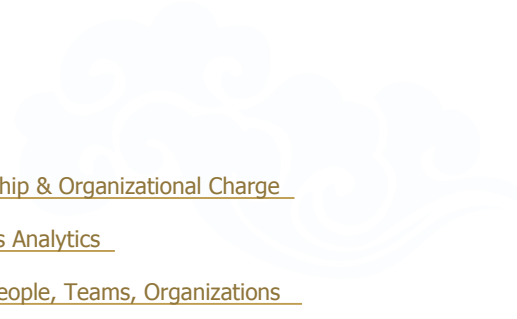 hip & Organizational Charge
s Analytics
eople, Teams, Organizations